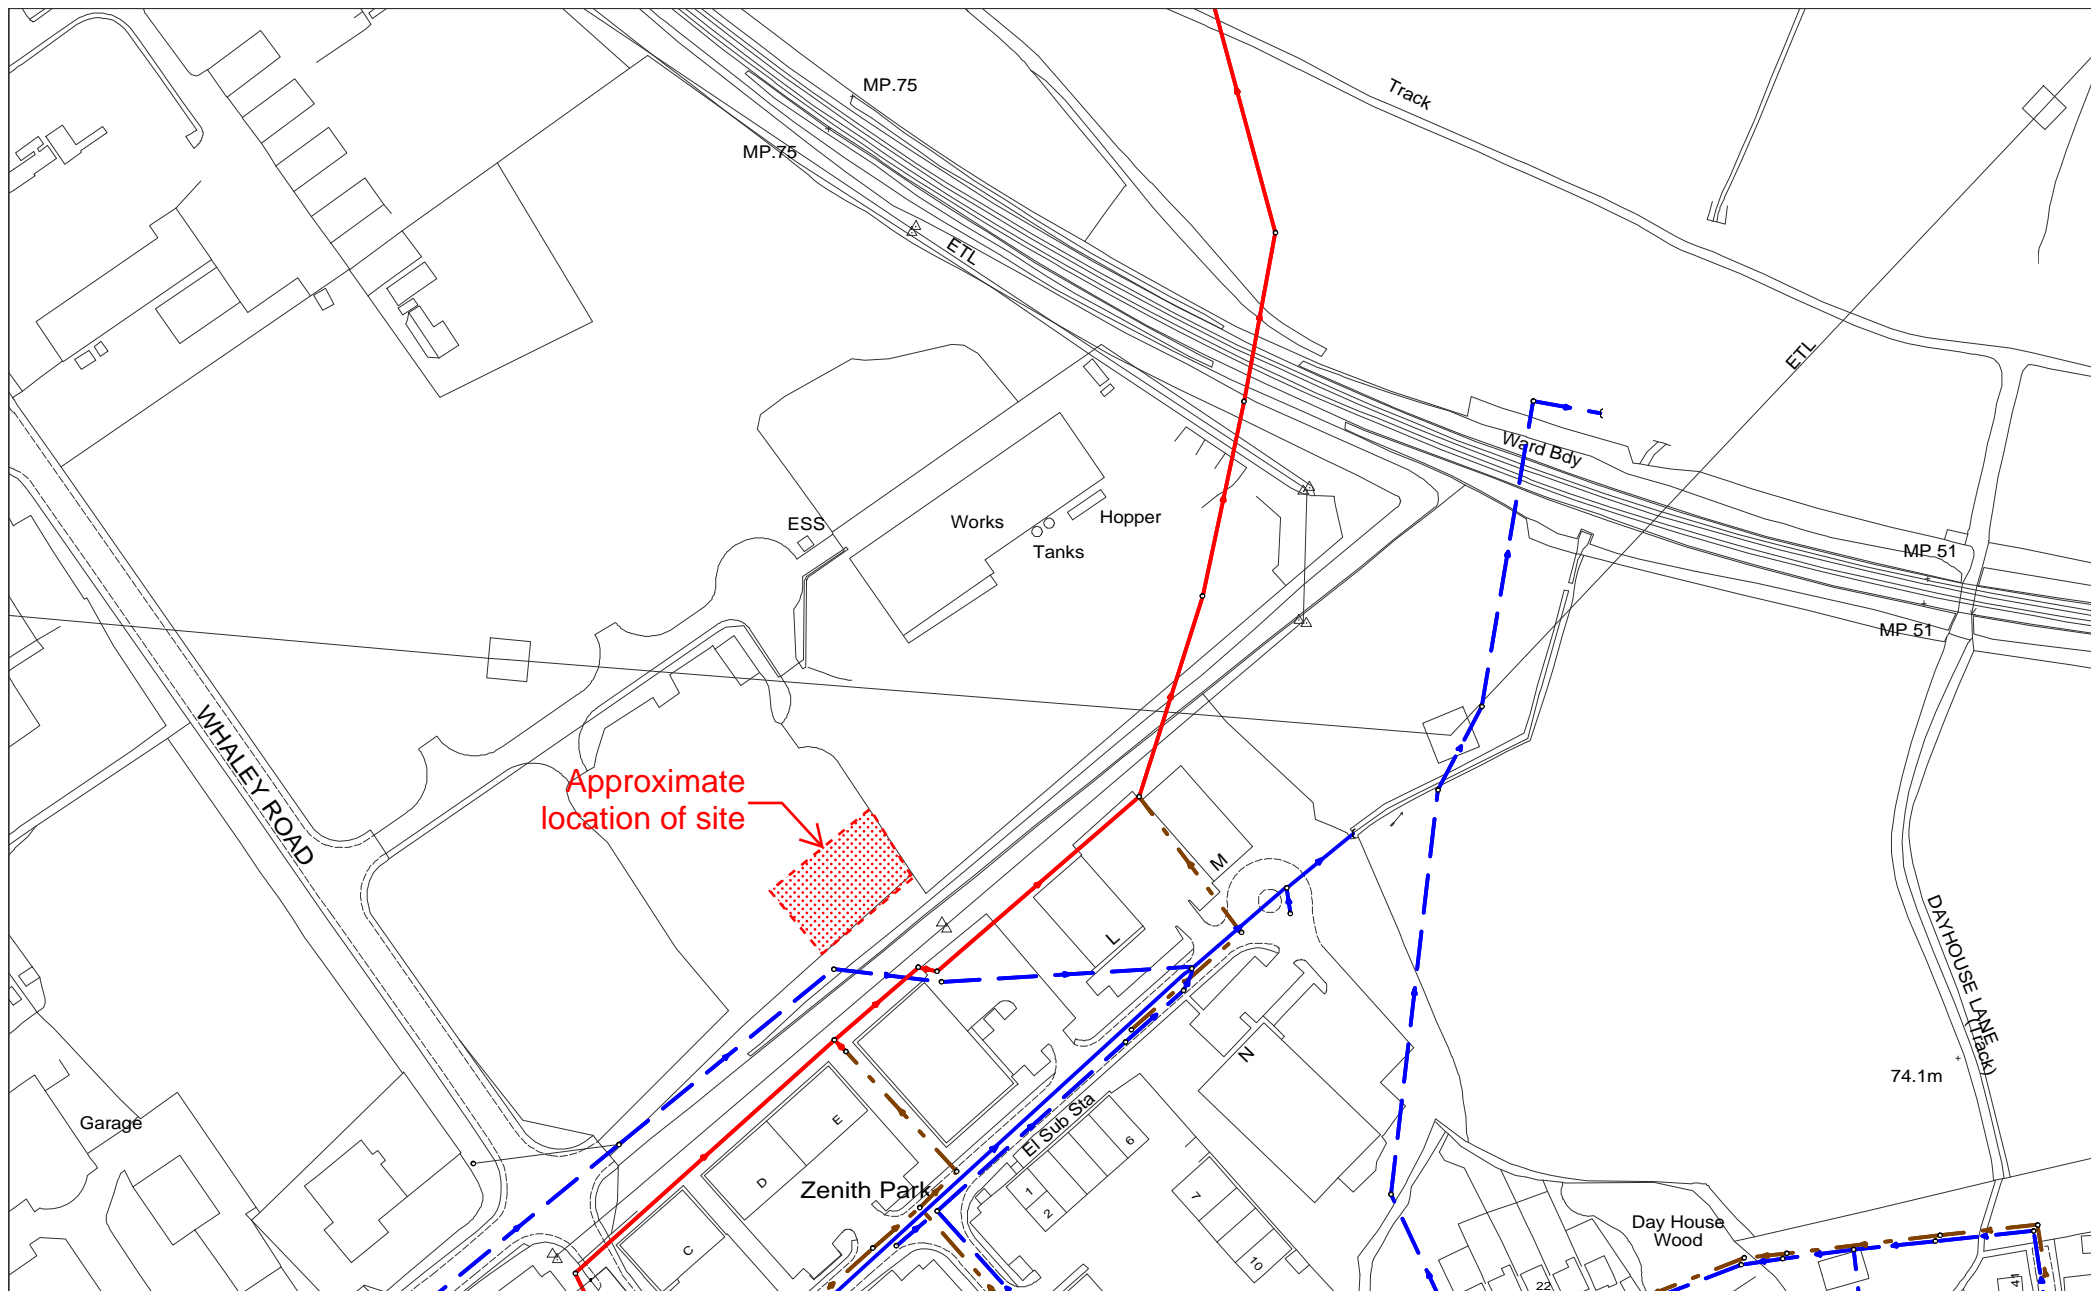 MP.75
Track
MP.75
ETL
ETL
Ward Bdy
ESS
Works
Hopper
Tanks
MP 51
MP 51
WHALEY ROAD
Approximate
location of site
M
L
N
DAYHOUSE LANE
(Track)
74.1m
Garage
El Sub Sta
E
D
C
Zenith Park
6
1
2
7
10
Day House
Wood
22
41